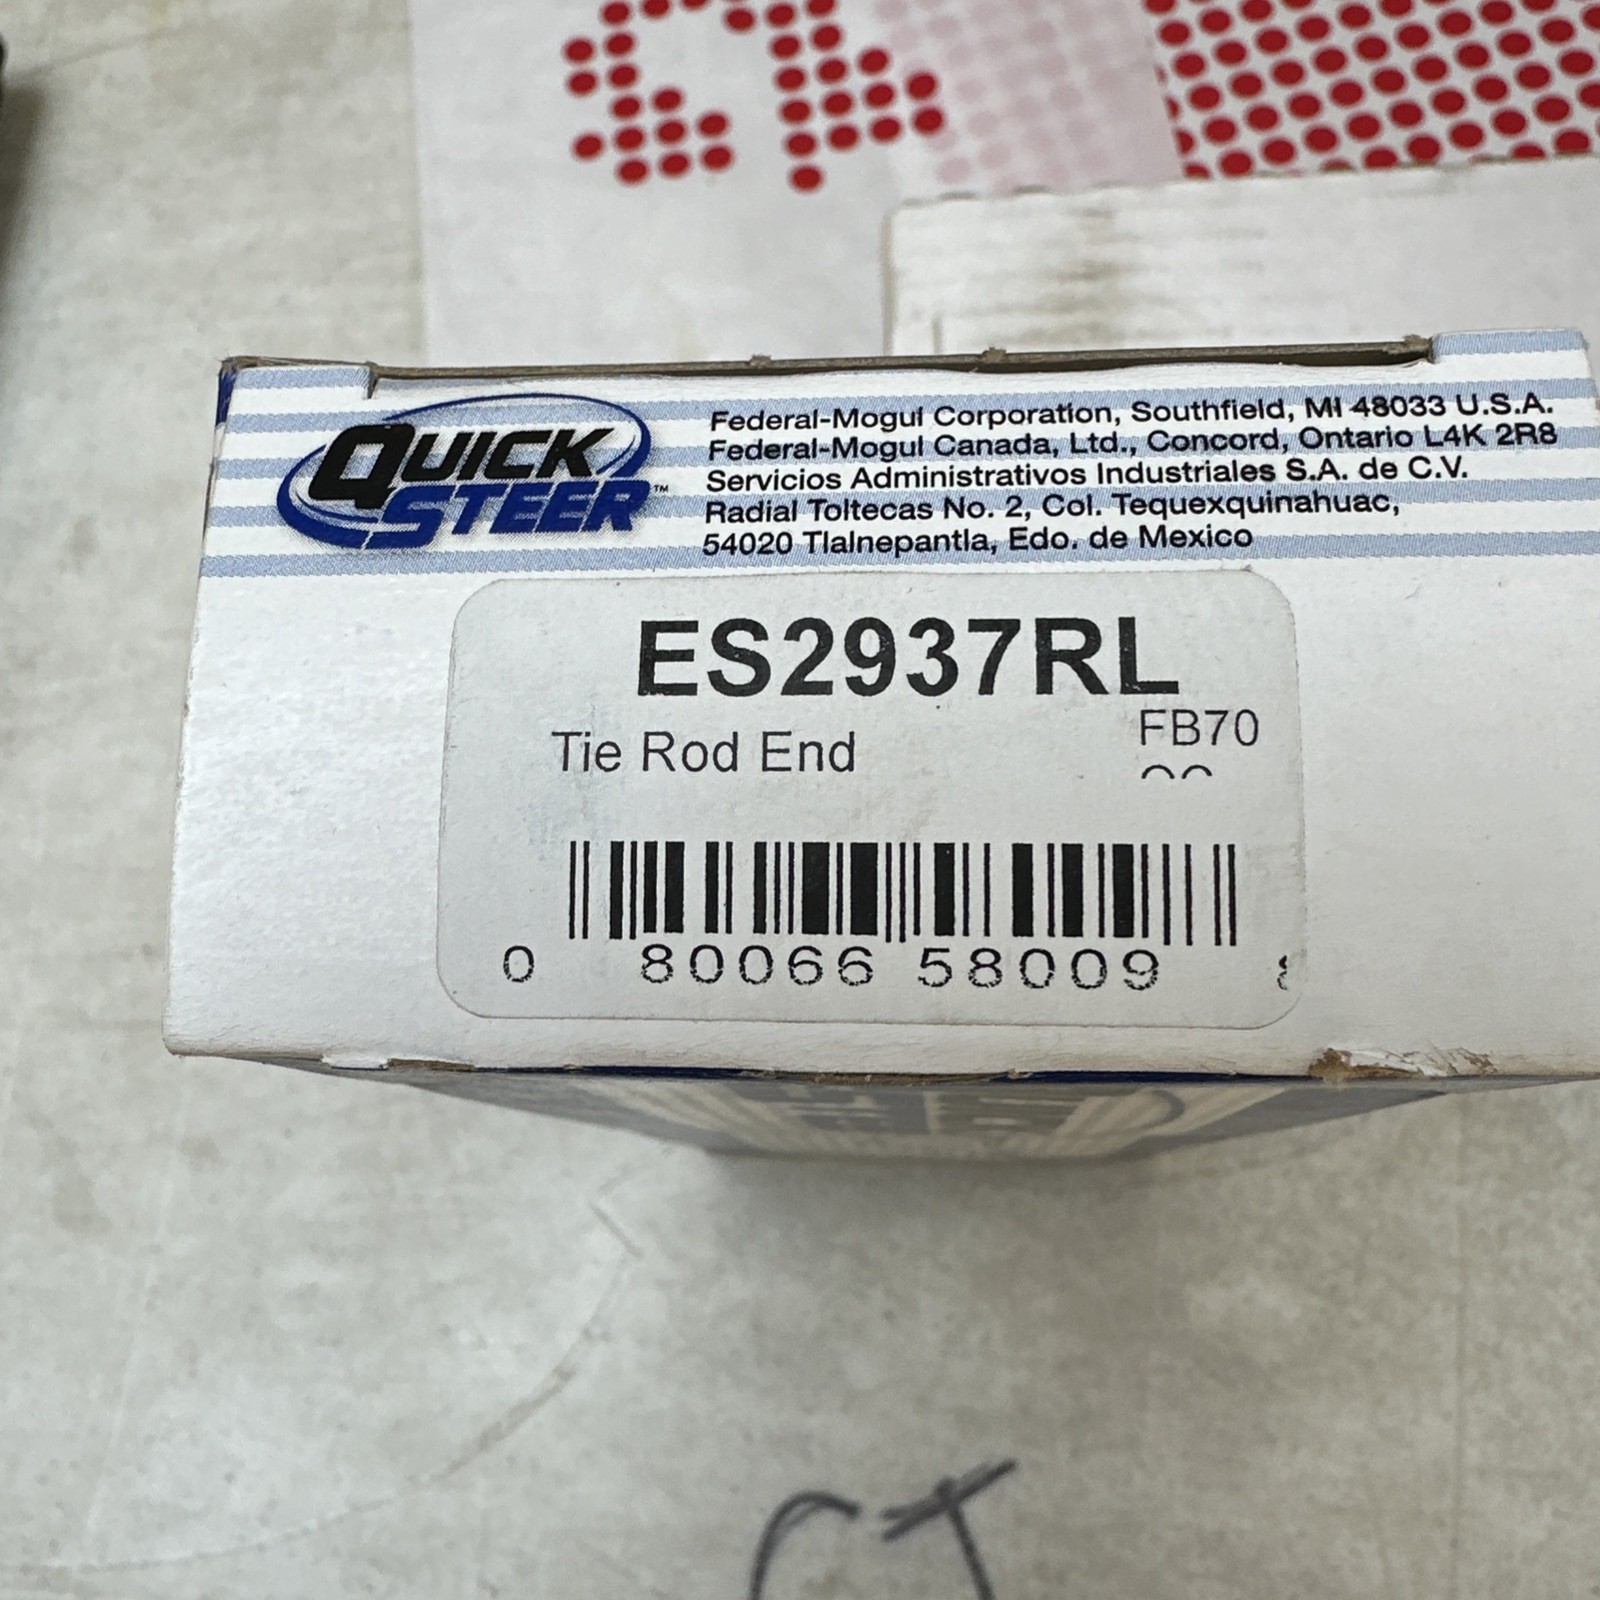 QUICK
STEER™
Federal-Mogul Corporation, Southfield, MI 48033 U.S.A.
Federal-Mogul Canada, Ltd., Concord, Ontario L4K 2R8
Servicios Administrativos Industriales S.A. de C.V.
Radial Toltecas No. 2, Col. Tequexquinahuac,
54020 Tlalnepantla, Edo. de Mexico
ES2937RL
Tie Rod End
FB70
0 80066 58009